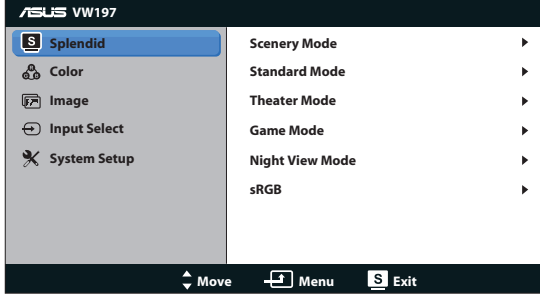 ASUS VW197
S Splendid
Color
Image
Input Select
System Setup
Scenery Mode
Standard Mode
Theater Mode
Game Mode
Night View Mode
sRGB
Move Menu S Exit